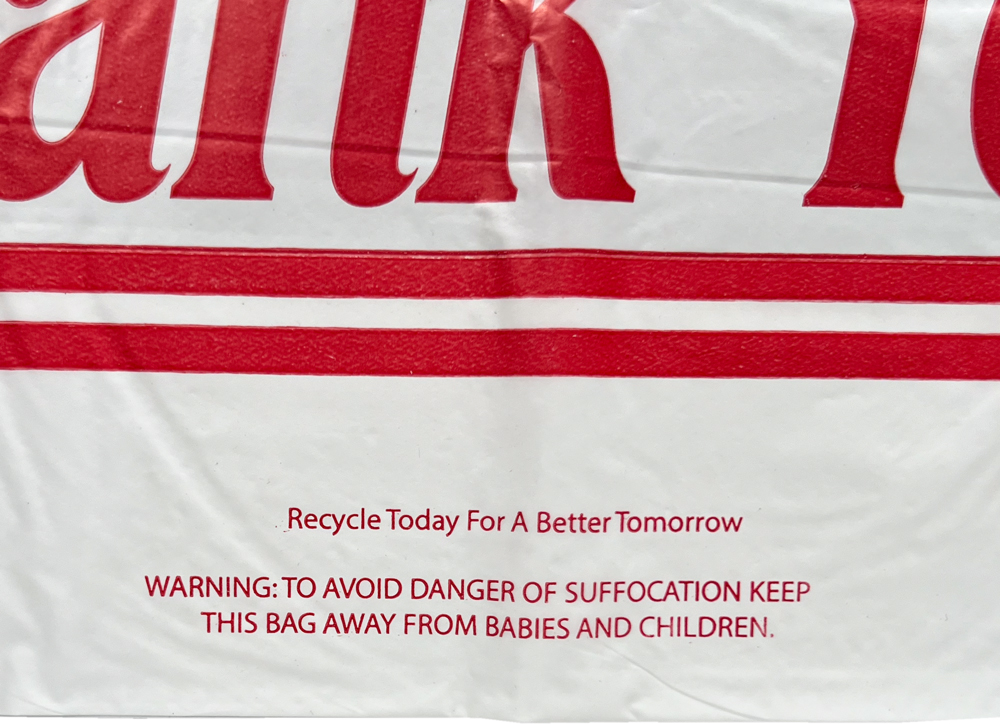 ank Yo
Recycle Today For A Better Tomorrow
WARNING: TO AVOID DANGER OF SUFFOCATION KEEP
THIS BAG AWAY FROM BABIES AND CHILDREN.